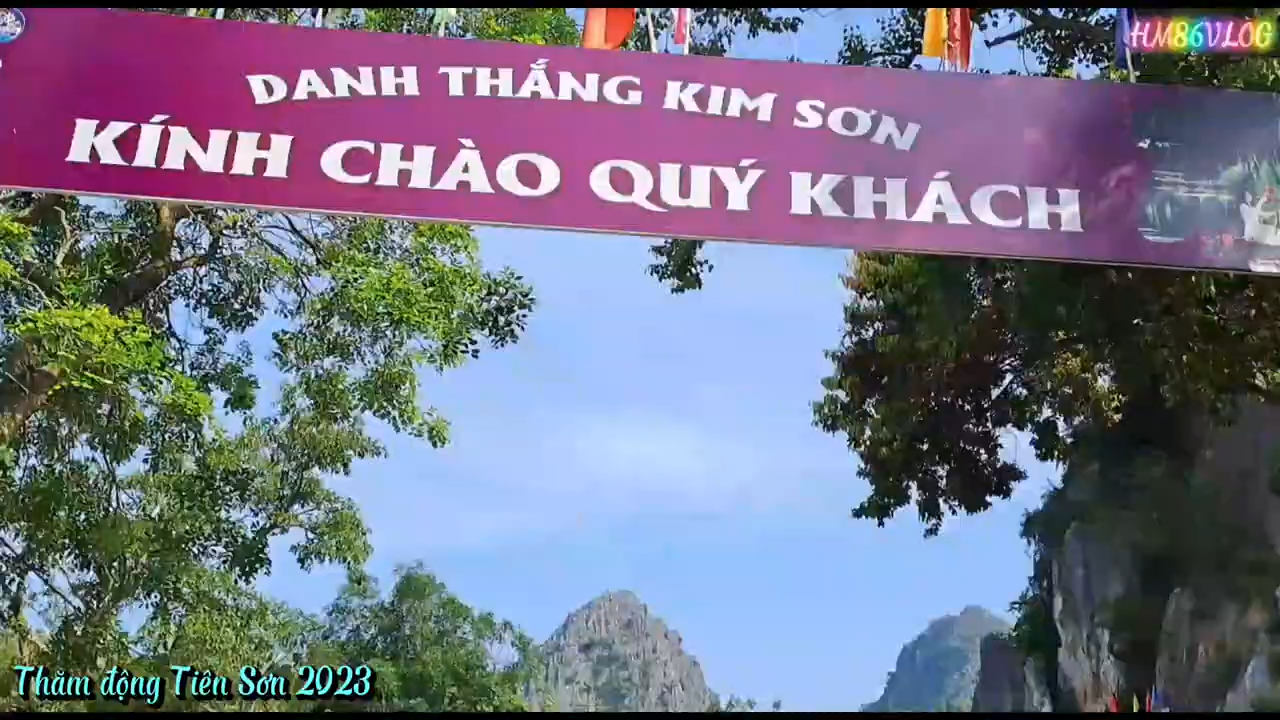 HM86VLOG
DANH THẮNG KIM SƠN
KÍNH CHÀO QUÝ KHÁCH
Thăm động Tiên Sơn 2023